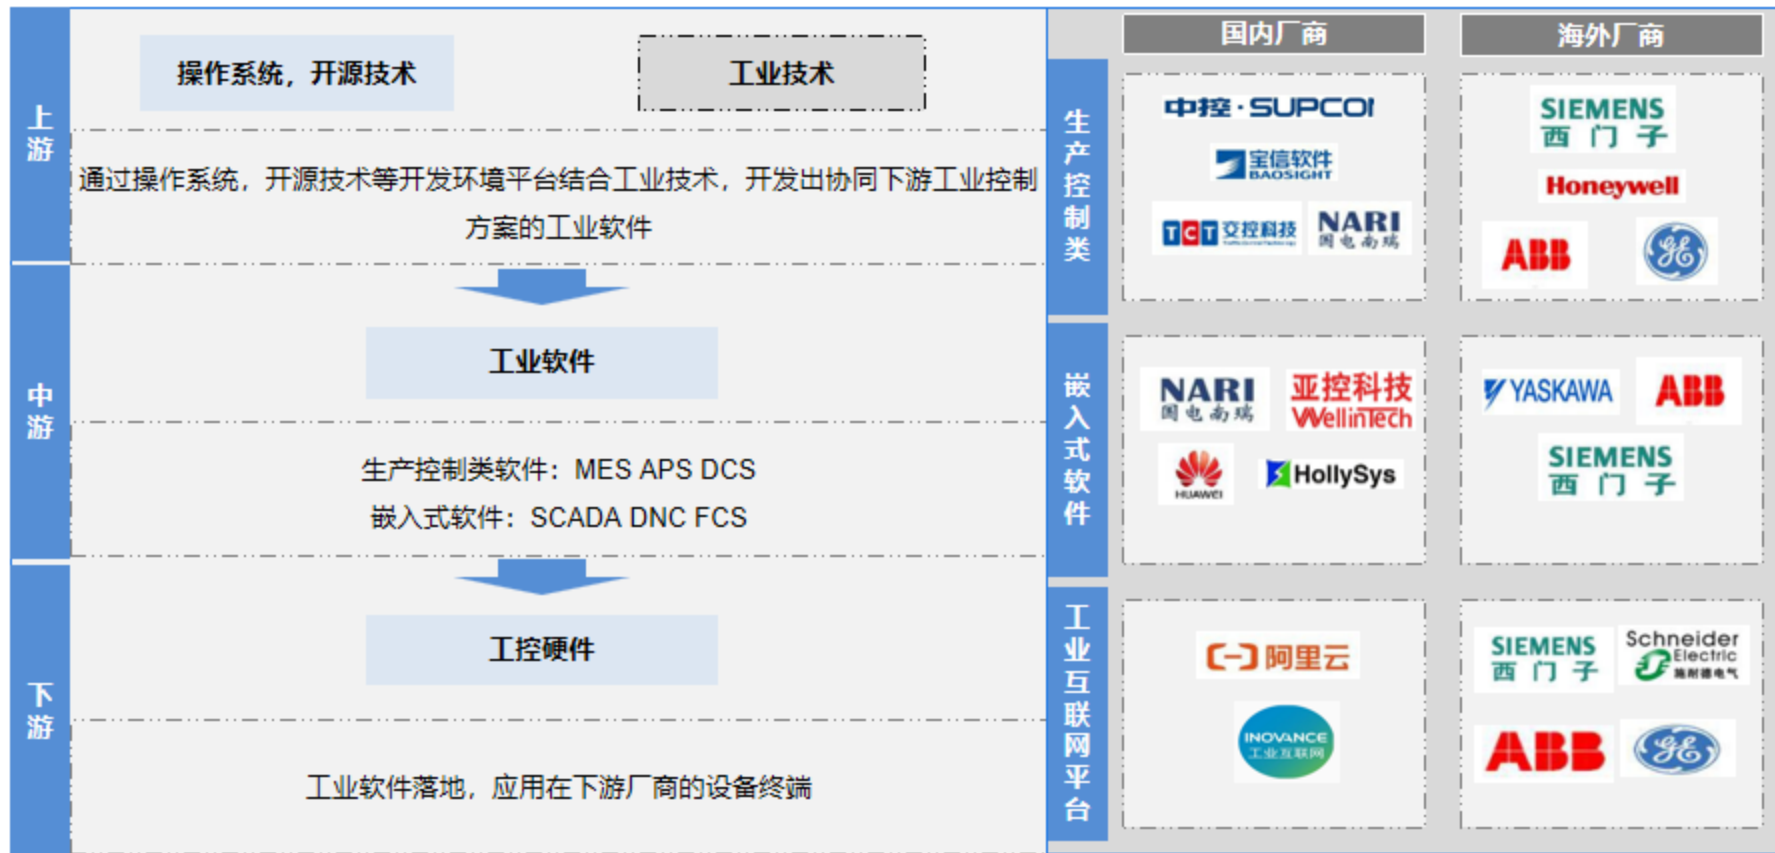 上游
操作系统，开源技术
工业技术
通过操作系统，开源技术等开发环境平台结合工业技术，开发出协同下游工业控制
方案的工业软件
中游
工业软件
生产控制类软件：MES APS DCS
嵌入式软件：SCADA DNC FCS
下游
工控硬件
工业软件落地，应用在下游厂商的设备终端
国内厂商
海外厂商
生产控制类
中控·SUPCON
宝信软件
BAOSIGHT
TCT 交控科技
NARI
国电南瑞
SIEMENS
西门子
Honeywell
ABB
GE
嵌入式软件
NARI
国电南瑞
亚控科技
WellinTech
HUAWEI
HollySys
YASKAWA
ABB
SIEMENS
西门子
工业互联网平台
阿里云
INOVANCE
工业互联网
SIEMENS
西门子
Schneider
Electric
施耐德电气
ABB
GE